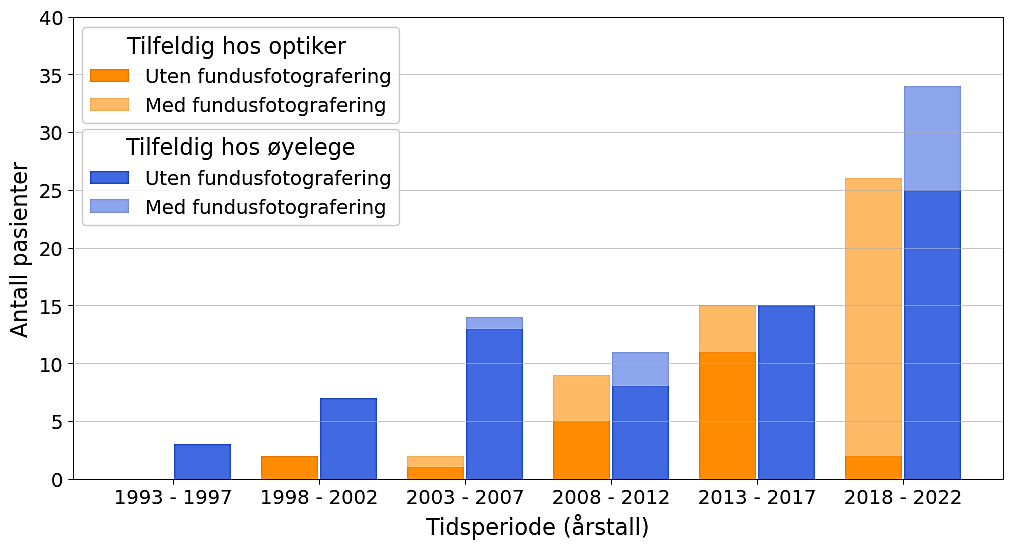 Tilfeldig hos optiker
Uten fundusfotografering
Med fundusfotografering
Tilfeldig hos øyelege
Uten fundusfotografering
Med fundusfotografering
Antall pasienter
40
35
30
25
20
15
10
5
0
1993 - 1997
1998 - 2002
2003 - 2007
2008 - 2012
2013 - 2017
2018 - 2022
Tidsperiode (årstall)